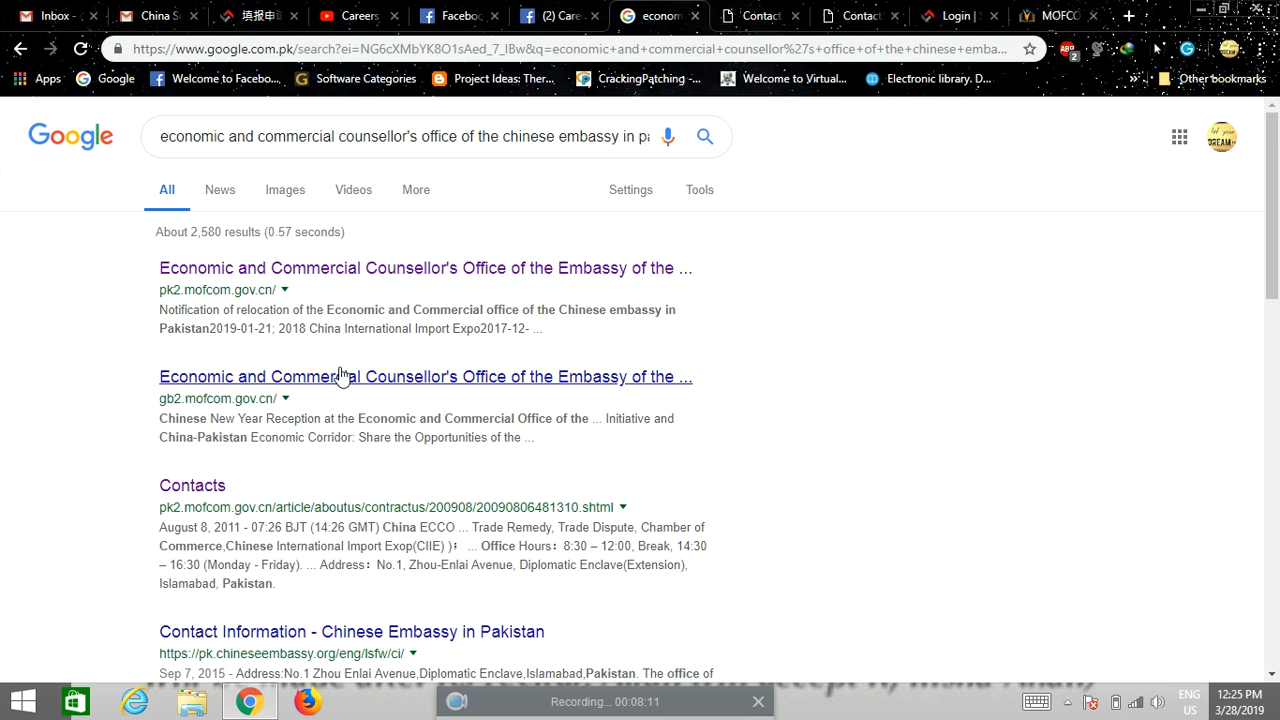 Inbox -
China S
填报申
Careers
Facebo
(2) Care
econom
Contact
Contact
Login |
MOFCO
https://www.google.com.pk/search?ei=NG6cXMbYK8O1sAed_7_IBw&q=economic+and+commercial+counsellor%27s+office+of+the+chinese+emba...
Apps
Google
Welcome to Facebo...
Software Categories
Project Ideas: Ther...
CrackingPatching -...
Welcome to Virtual...
Electronic library. D...
»
Other bookmarks
Google
economic and commercial counsellor's office of the chinese embassy in pa
All News Images Videos More Settings Tools
About 2,580 results (0.57 seconds)
Economic and Commercial Counsellor's Office of the Embassy of the ...
pk2.mofcom.gov.cn/
Notification of relocation of the Economic and Commercial office of the Chinese embassy in
Pakistan2019-01-21; 2018 China International Import Expo2017-12- ...
Economic and Commercial Counsellor's Office of the Embassy of the ...
gb2.mofcom.gov.cn/
Chinese New Year Reception at the Economic and Commercial Office of the ... Initiative and
China-Pakistan Economic Corridor: Share the Opportunities of the ...
Contacts
pk2.mofcom.gov.cn/article/aboutus/contractus/200908/20090806481310.shtml
August 8, 2011 - 07:26 BJT (14:26 GMT) China ECCO ... Trade Remedy, Trade Dispute, Chamber of
Commerce,Chinese International Import Exop(CIIE) )； ... Office Hours：8:30 – 12:00, Break, 14:30
– 16:30 (Monday - Friday). ... Address：No.1, Zhou-Enlai Avenue, Diplomatic Enclave(Extension),
Islamabad, Pakistan.
Contact Information - Chinese Embassy in Pakistan
https://pk.chineseembassy.org/eng/lsfw/ci/
Sep 7, 2015 - Address:No.1 Zhou Enlai Avenue,Diplomatic Enclave,Islamabad,Pakistan. The office of
Recording... 00:08:11
ENG
US
12:25 PM
3/28/2019